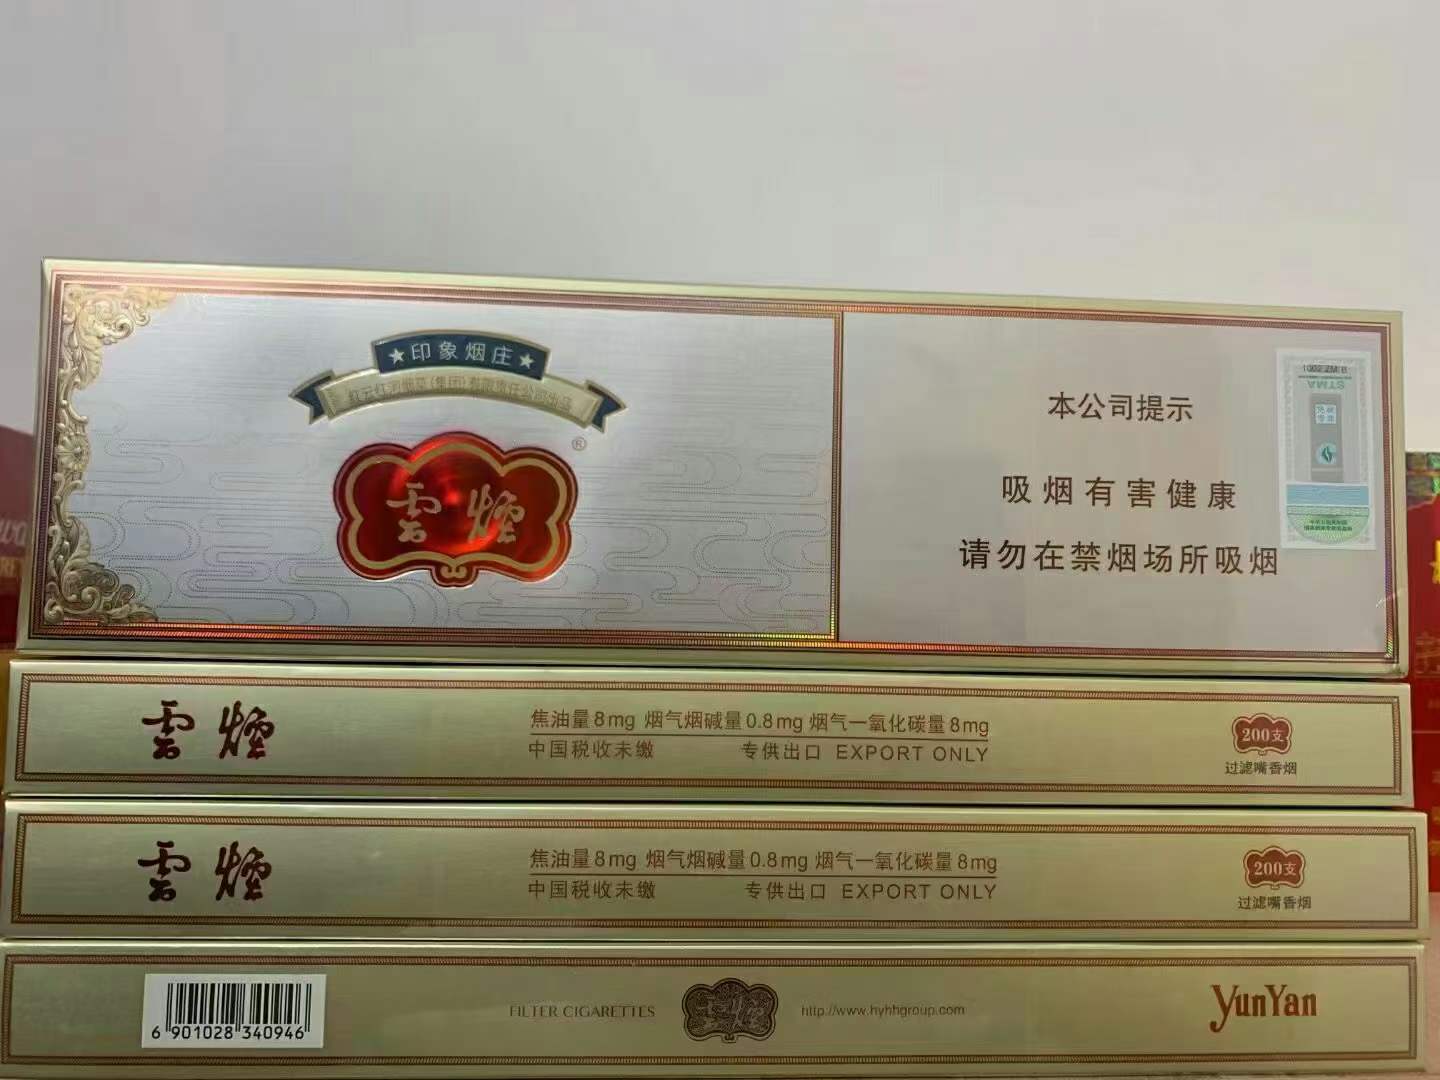 ★印象烟庄★
红云红河烟草(集团)有限责任公司出品
®
雲煙
本公司提示
吸烟有害健康
请勿在禁烟场所吸烟
雲煙
焦油量8mg 烟气烟碱量0.8mg 烟气一氧化碳量8mg
中国税收未缴 专供出口 EXPORT ONLY
200支
过滤嘴香烟
雲煙
焦油量8mg 烟气烟碱量0.8mg 烟气一氧化碳量8mg
中国税收未缴 专供出口 EXPORT ONLY
200支
过滤嘴香烟
6 901028 340946
FILTER CIGARETTES
雲煙
http://www.hyhhgroup.com
YunYan